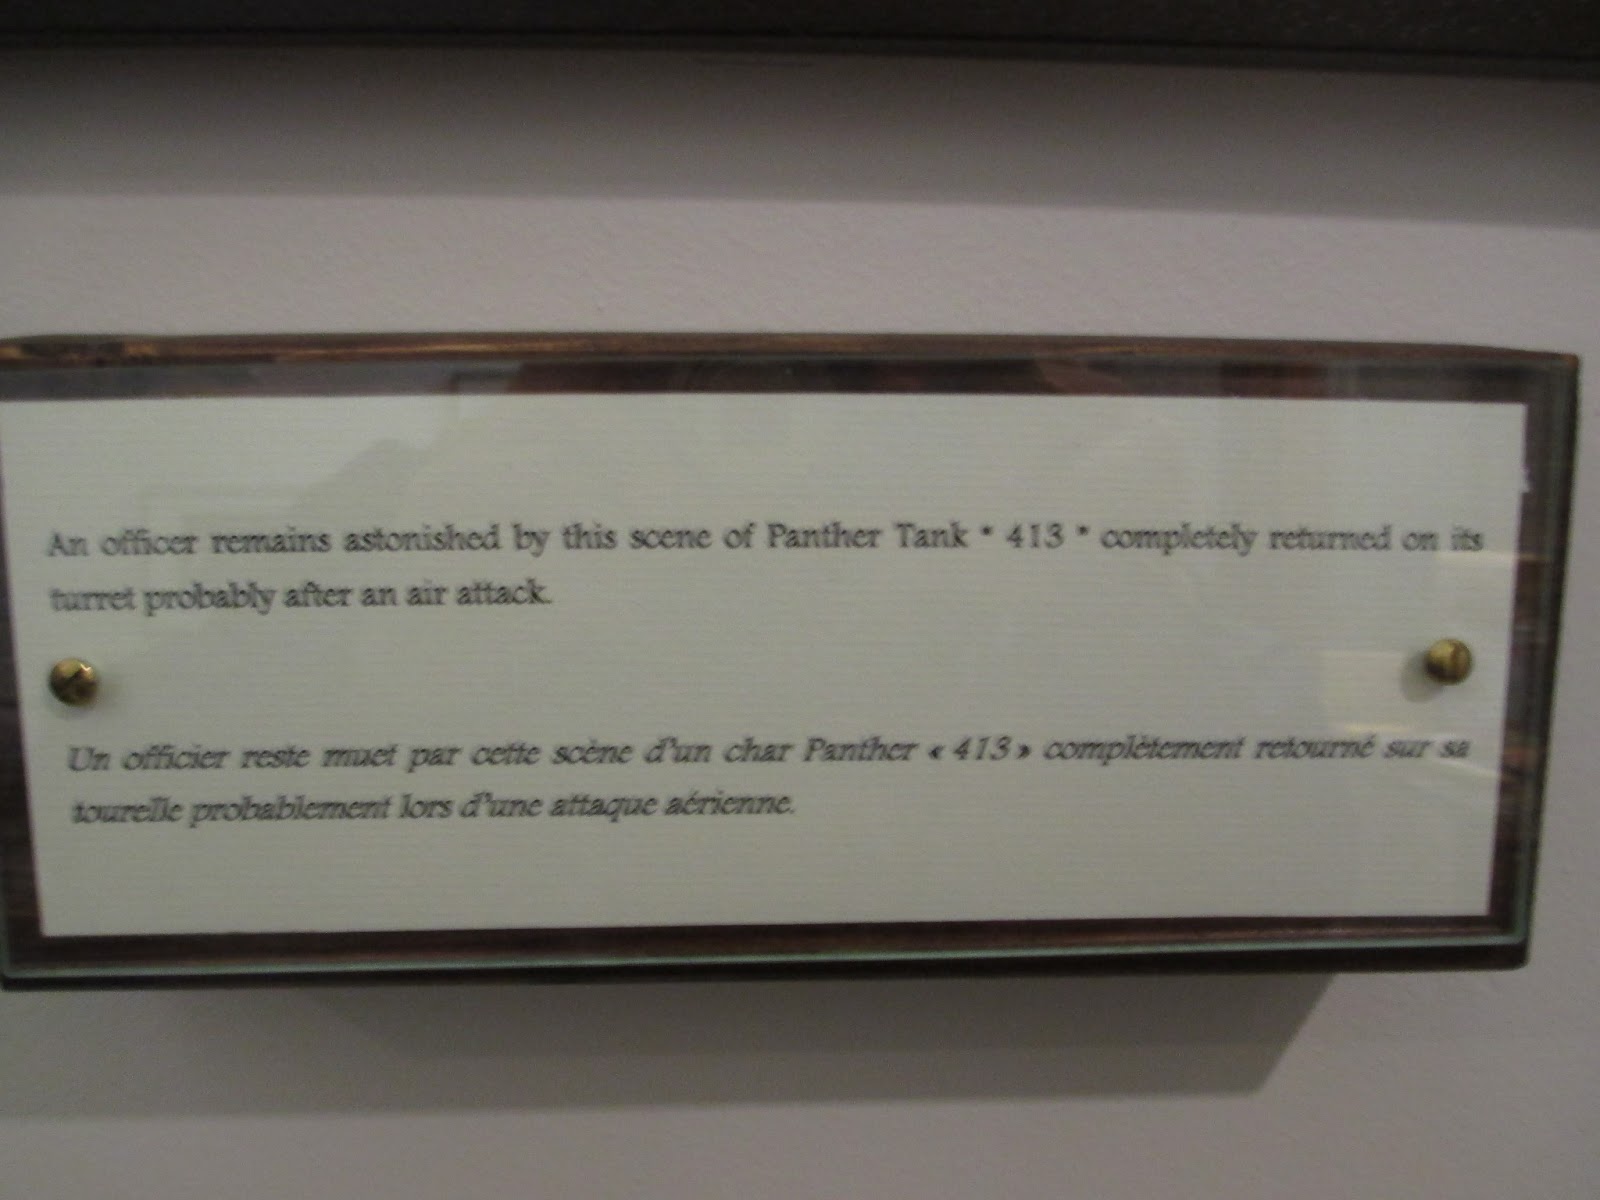 An officer remains astonished by this scene of Panther Tank " 413 " completely returned on its
turret probably after an air attack.
Un officier reste muet par cette scène d'un char Panther « 413 » complètement retourné sur sa
tourelle probablement lors d'une attaque aérienne.